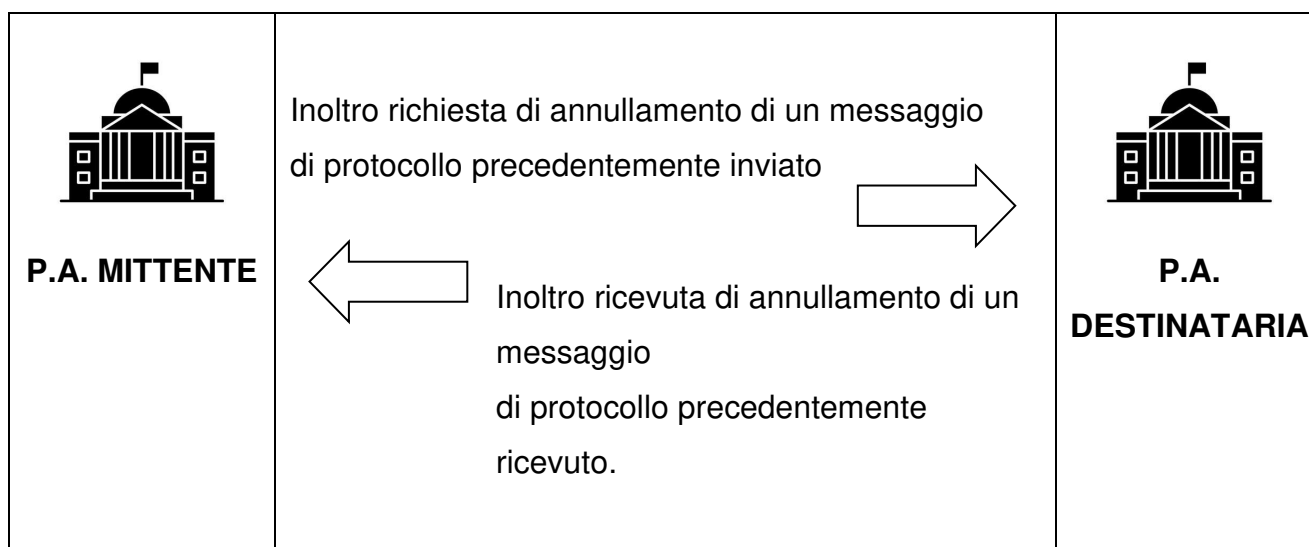 P.A. MITTENTE
Inoltro richiesta di annullamento di un messaggio
di protocollo precedentemente inviato
Inoltro ricevuta di annullamento di un
messaggio
di protocollo precedentemente
ricevuto.
P.A.
DESTINATARIA